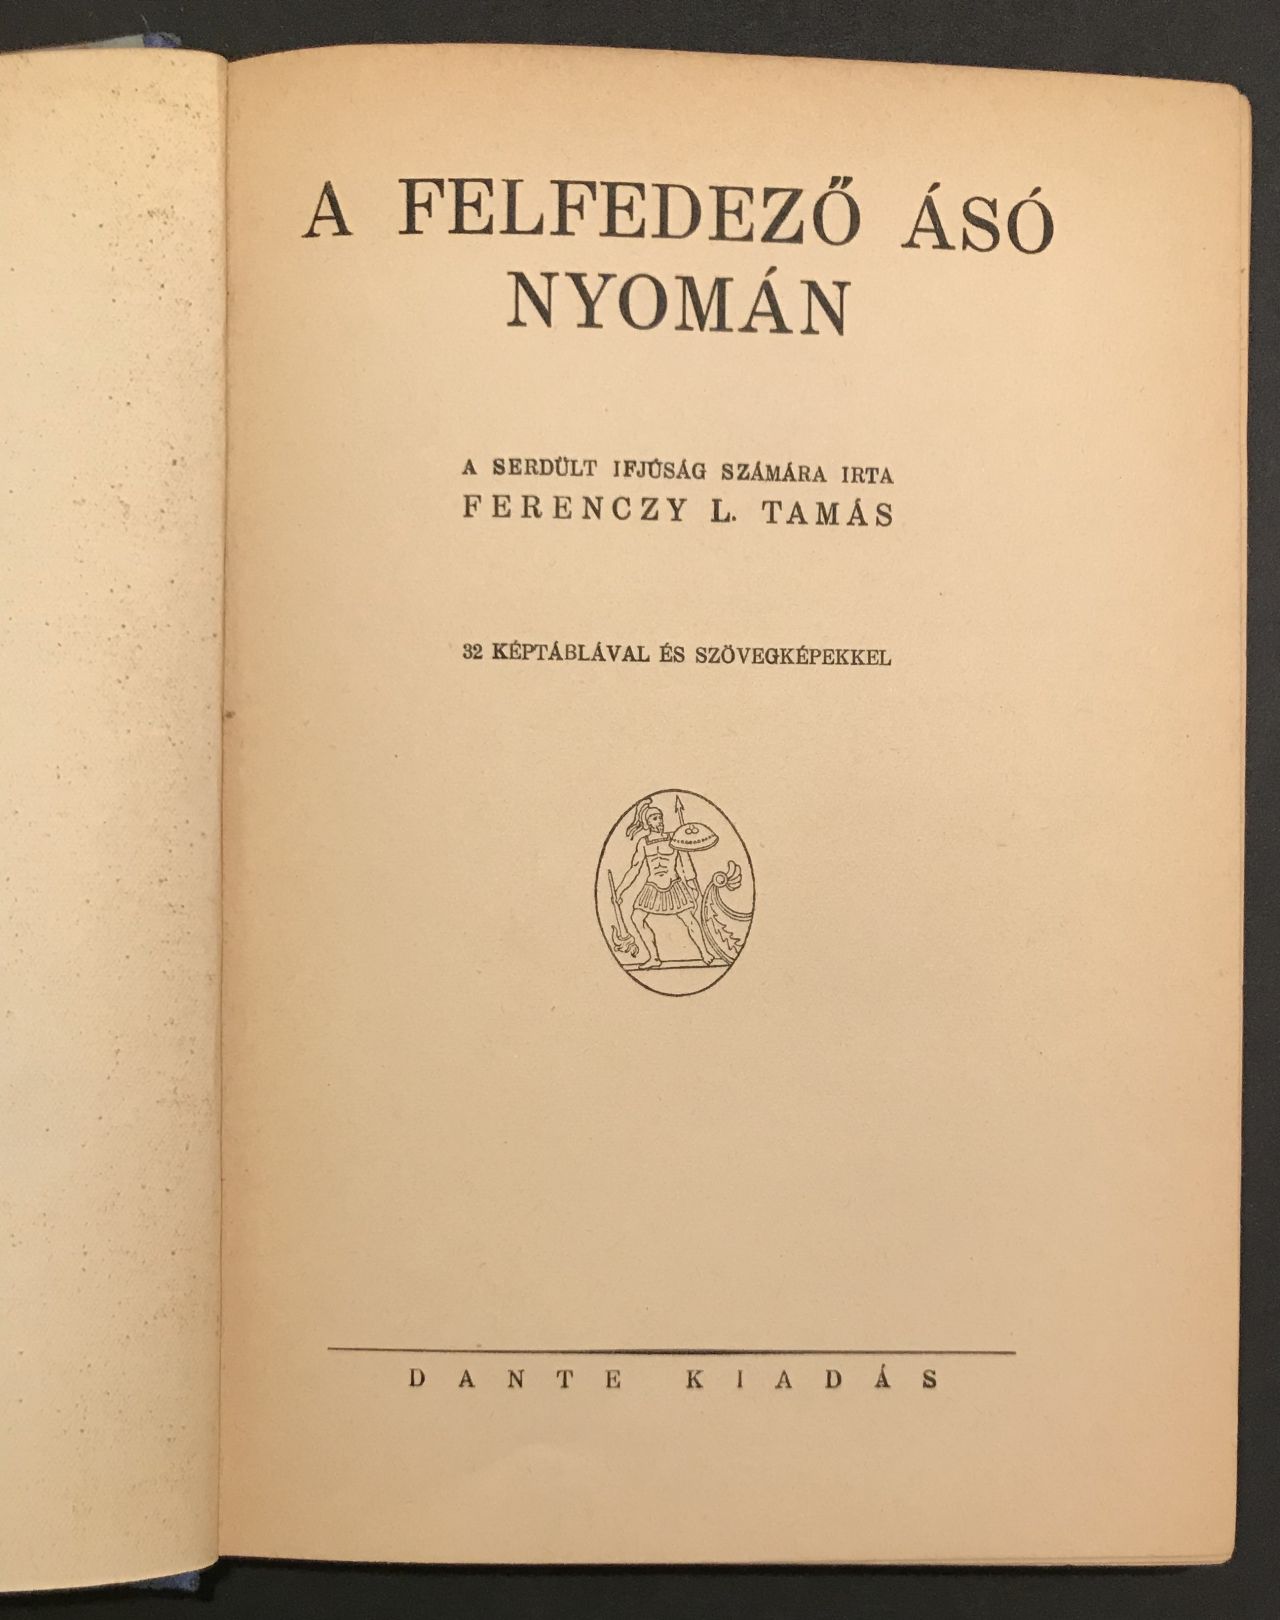 A FELFEDEZŐ ÁSÓ
NYOMÁN
A SERDÜLT IFJÚSÁG SZÁMÁRA IRTA
FERENCZY L. TAMÁS
32 KÉPTÁBLÁVAL ÉS SZÖVEGKÉPEKKEL
DANTE KIADÁS